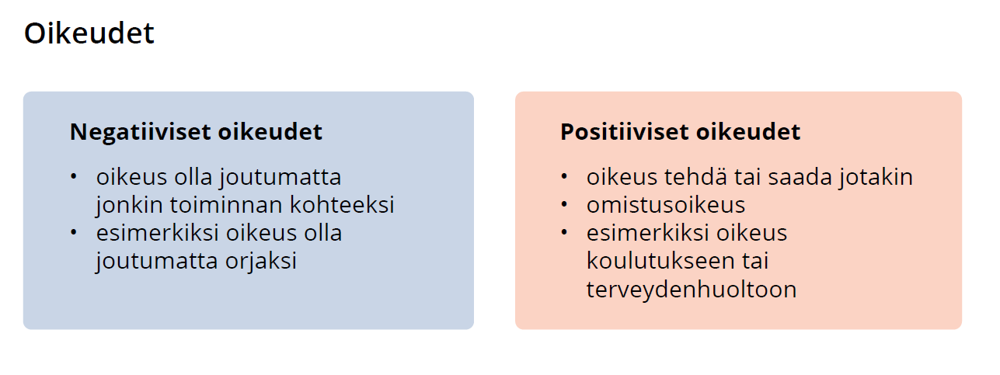 Oikeudet
Negatiiviset oikeudet
• oikeus olla joutumatta
jonkin toiminnan kohteeksi
• esimerkiksi oikeus olla
joutumatta orjaksi
Positiiviset oikeudet
• oikeus tehdä tai saada jotakin
• omistusoikeus
• esimerkiksi oikeus
koulutukseen tai
terveydenhuoltoon